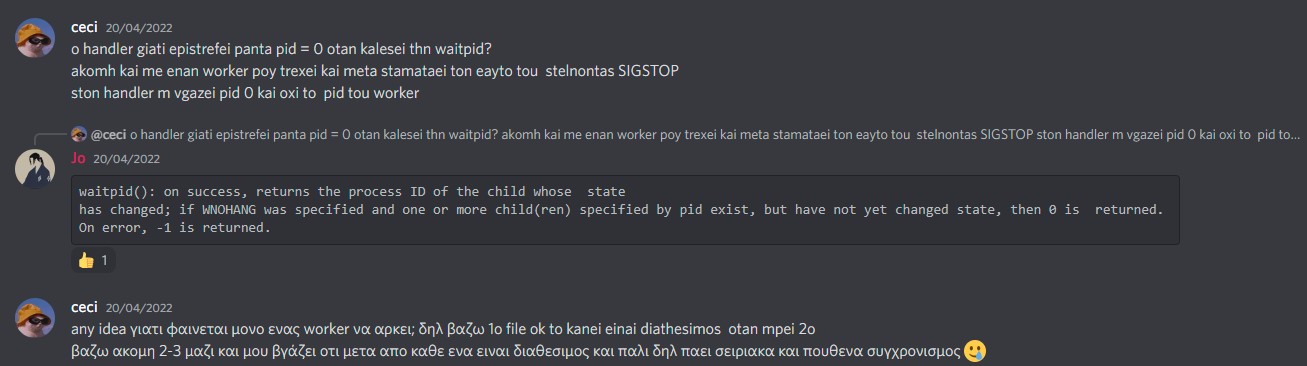 ceci 20/04/2022
o handler giati epistrefei panta pid = 0 otan kalesei thn waitpid?
akomh kai me enan worker poy trexei kai meta stamataei ton eayto tou stelnontas SIGSTOP
ston handler m vgazei pid 0 kai oxi to pid tou worker
@ceci o handler giati epistrefei panta pid = 0 otan kalesei thn waitpid? akomh kai me enan worker poy trexei kai meta stamataei ton eayto tou stelnontas SIGSTOP ston handler m vgazei pid 0 kai oxi to pid to...
Jo 20/04/2022
waitpid(): on success, returns the process ID of the child whose state
has changed; if WNOHANG was specified and one or more child(ren) specified by pid exist, but have not yet changed state, then 0 is returned.
On error, -1 is returned.
👍 1
ceci 20/04/2022
any idea γιατι φαινεται μονο ενας worker να αρκει; δηλ βαζω 1ο file ok to kanei einai diathesimos otan mpei 2o
βαζω ακομη 2-3 μαζι και μου βγάζει οτι μετα απο καθε ενα ειναι διαθεσιμος και παλι δηλ παει σειριακα και πουθενα συγχρονισμος 🥲